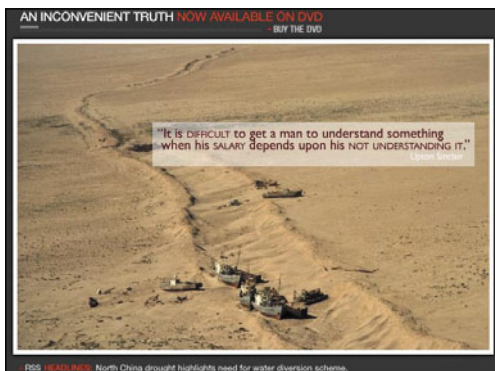 AN INCONVENIENT TRUTH NOW AVAILABLE ON DVD
- BUY THE DVD
"It is DIFFICULT to get a man to understand something
when his SALARY depends upon his NOT UNDERSTANDING IT."
Upton Sinclair
- RSS HEADLINES: North China drought highlights need for water diversion scheme.